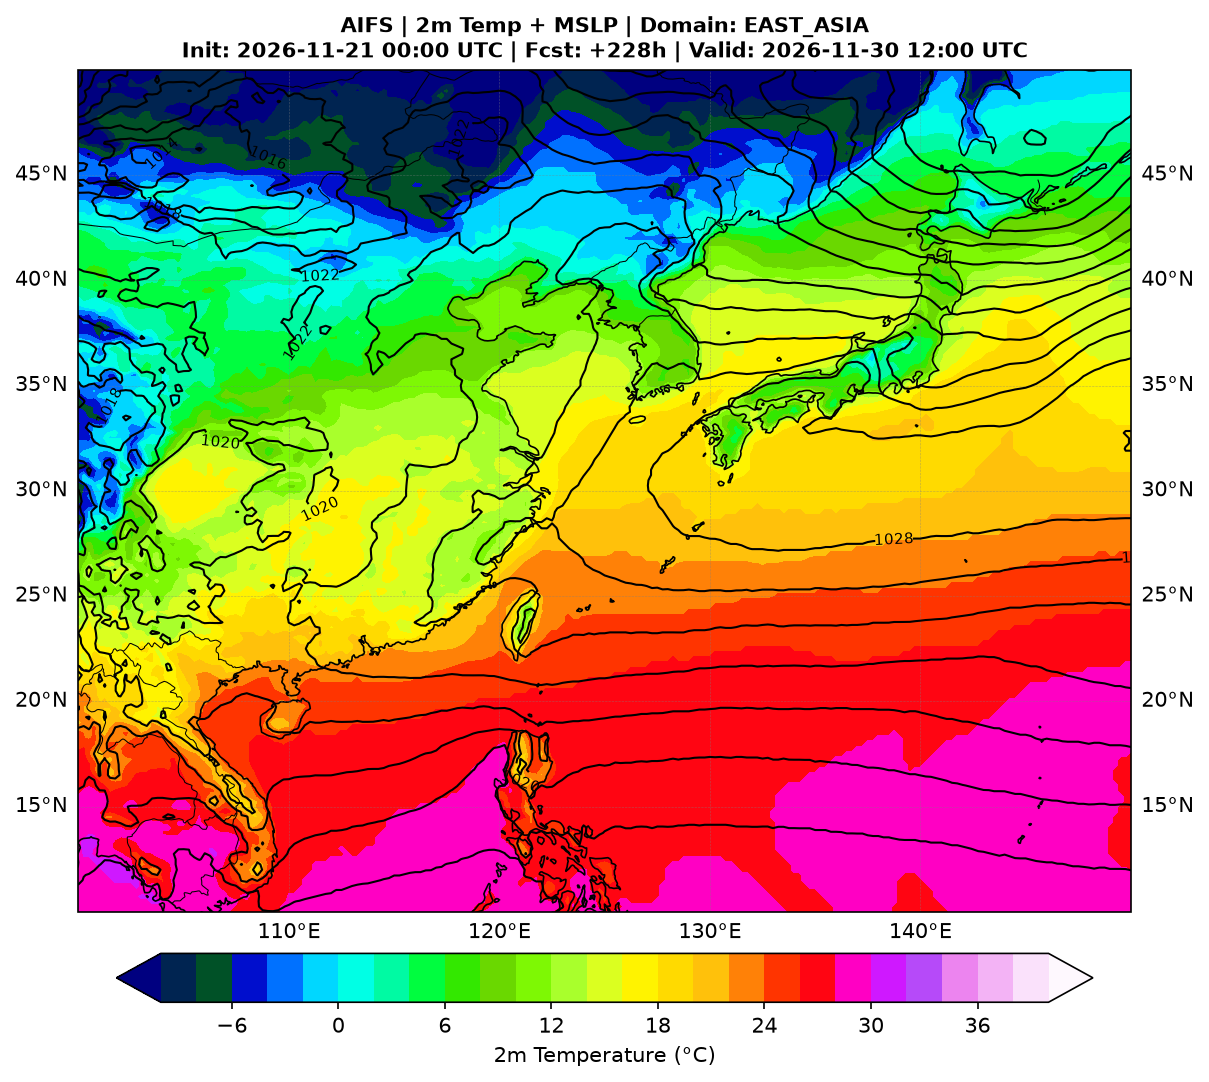 AIFS | 2m Temp + MSLP | Domain: EAST_ASIA
Init: 2026-11-21 00:00 UTC | Fcst: +228h | Valid: 2026-11-30 12:00 UTC
45°N
45°N
40°N
40°N
35°N
35°N
30°N
30°N
25°N
25°N
20°N
20°N
15°N
15°N
1014
1016
1018
1022
1022
1018
1020
1020
1028
110°E
120°E
130°E
140°E
−6
0
6
12
18
24
30
36
2m Temperature (°C)